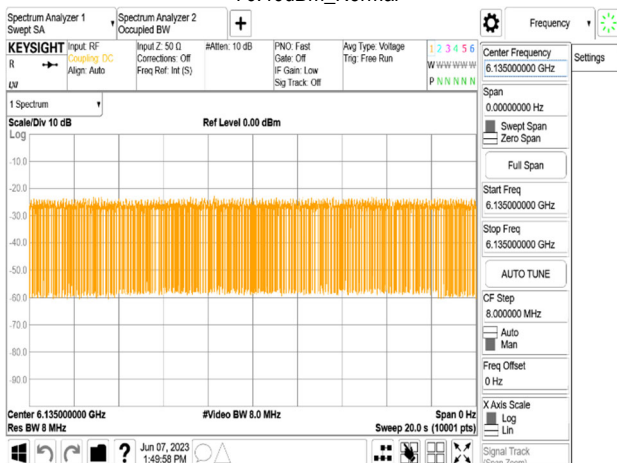 Spectrum Analyzer 1
Swept SA
Spectrum Analyzer 2
Occupied BW
Frequency
KEYSIGHT
R
LXI
Input: RF
Coupling: DC
Align: Auto
Input Z: 50 Ω
Corrections: Off
Freq Ref: Int (S)
#Atten: 10 dB
PNO: Fast
Gate: Off
IF Gain: Low
Sig Track: Off
Avg Type: Voltage
Trig: Free Run
1 2 3 4 5 6
W W W W W W
P N N N N N
1 Spectrum
Scale/Div 10 dB
Ref Level 0.00 dBm
Log
-10.0
-20.0
-30.0
-40.0
-50.0
-60.0
-70.0
-80.0
-90.0
Center 6.135000000 GHz
Res BW 8 MHz
#Video BW 8.0 MHz
Span 0 Hz
Sweep 20.0 s (10001 pts)
?
Jun 07, 2023
1:49:58 PM
Center Frequency
6.135000000 GHz
Span
0.00000000 Hz
Swept Span
Zero Span
Full Span
Start Freq
6.135000000 GHz
Stop Freq
6.135000000 GHz
AUTO TUNE
CF Step
8.000000 MHz
Auto
Man
Freq Offset
0 Hz
X Axis Scale
Log
Lin
Signal Track
(Span Zoom)
Settings